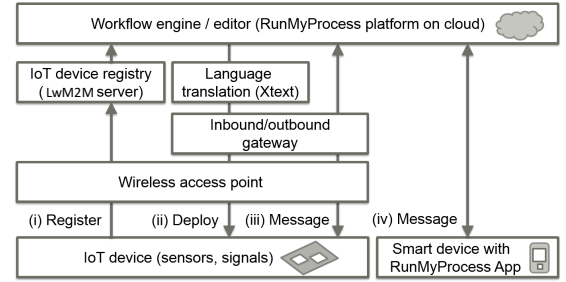 Workflow engine / editor (RunMyProcess platform on cloud)
IoT device registry
(LwM2M server)
Language
translation (Xtext)
Inbound/outbound
gateway
Wireless access point
(i) Register
(ii) Deploy
(iii) Message
(iv) Message
IoT device (sensors, signals)
Smart device with
RunMyProcess App